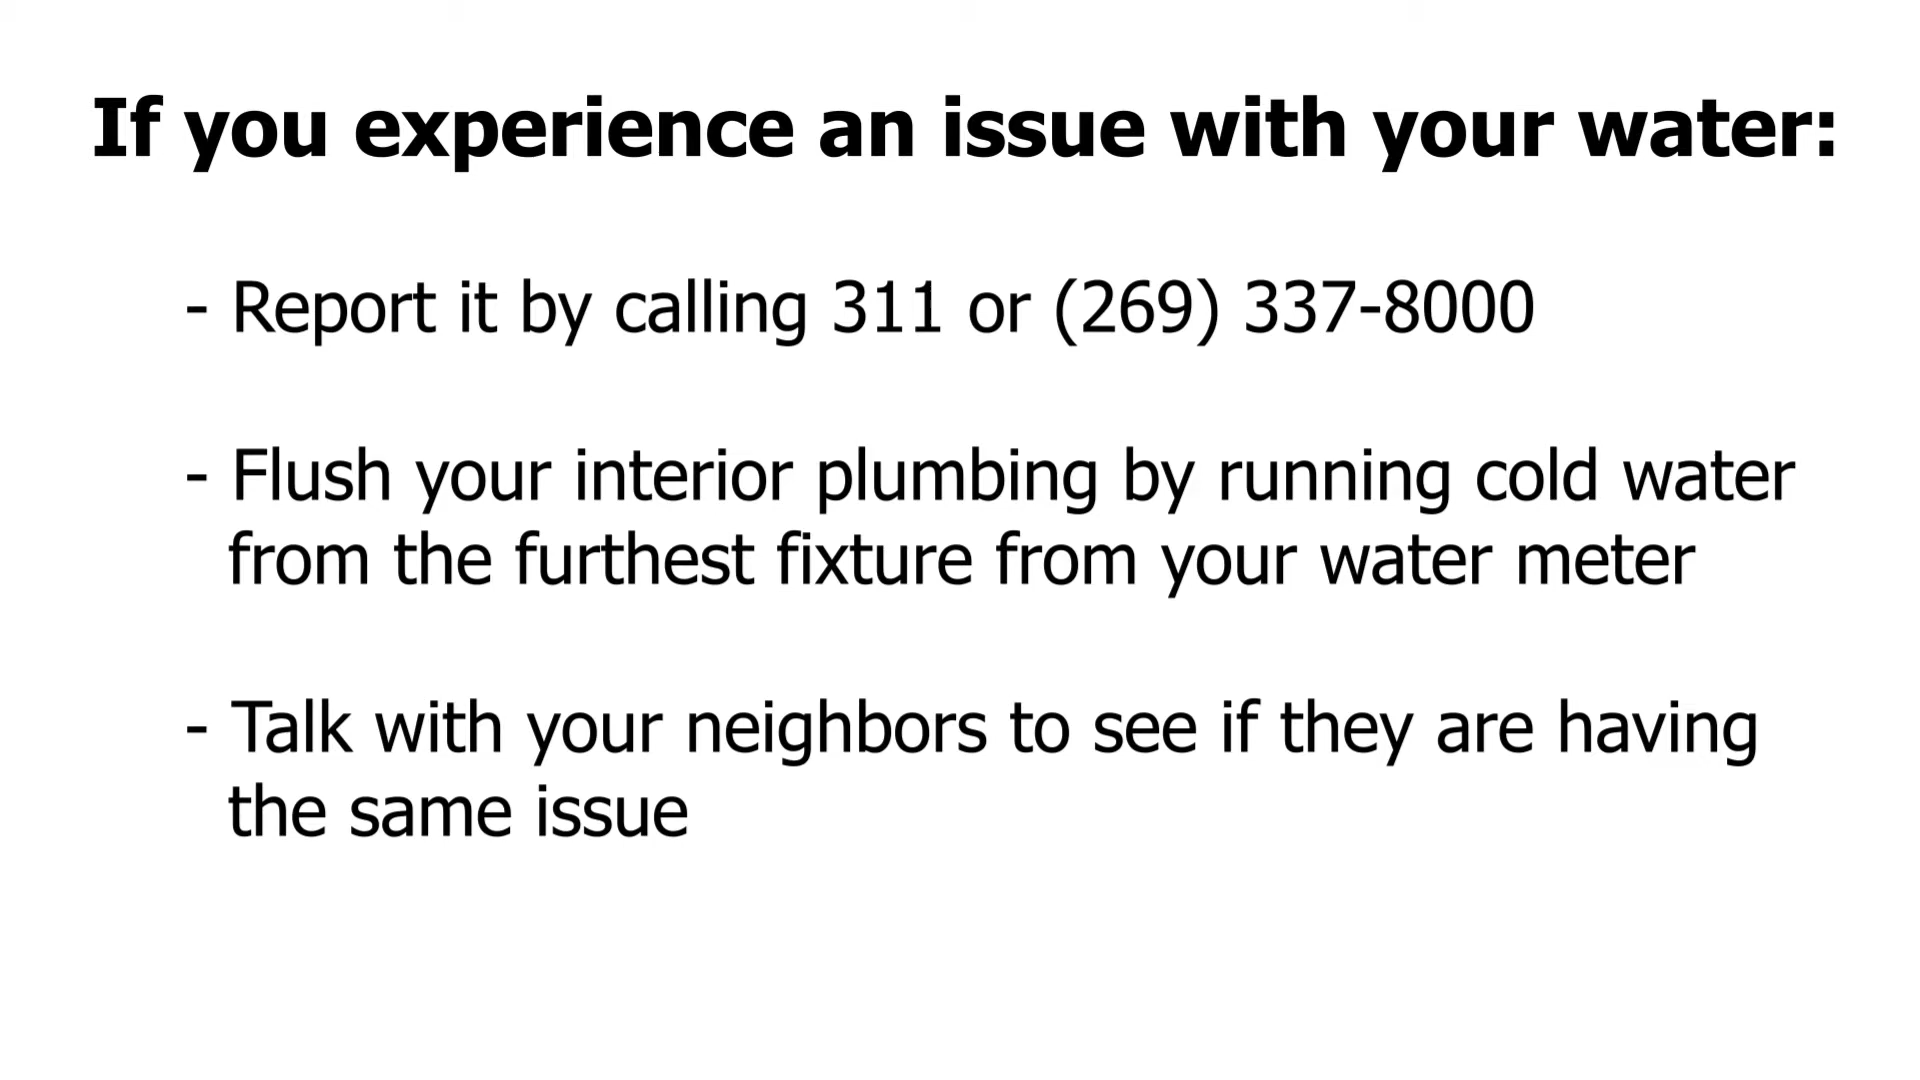 If you experience an issue with your water:
- Report it by calling 311 or (269) 337-8000
- Flush your interior plumbing by running cold water
from the furthest fixture from your water meter
- Talk with your neighbors to see if they are having
the same issue